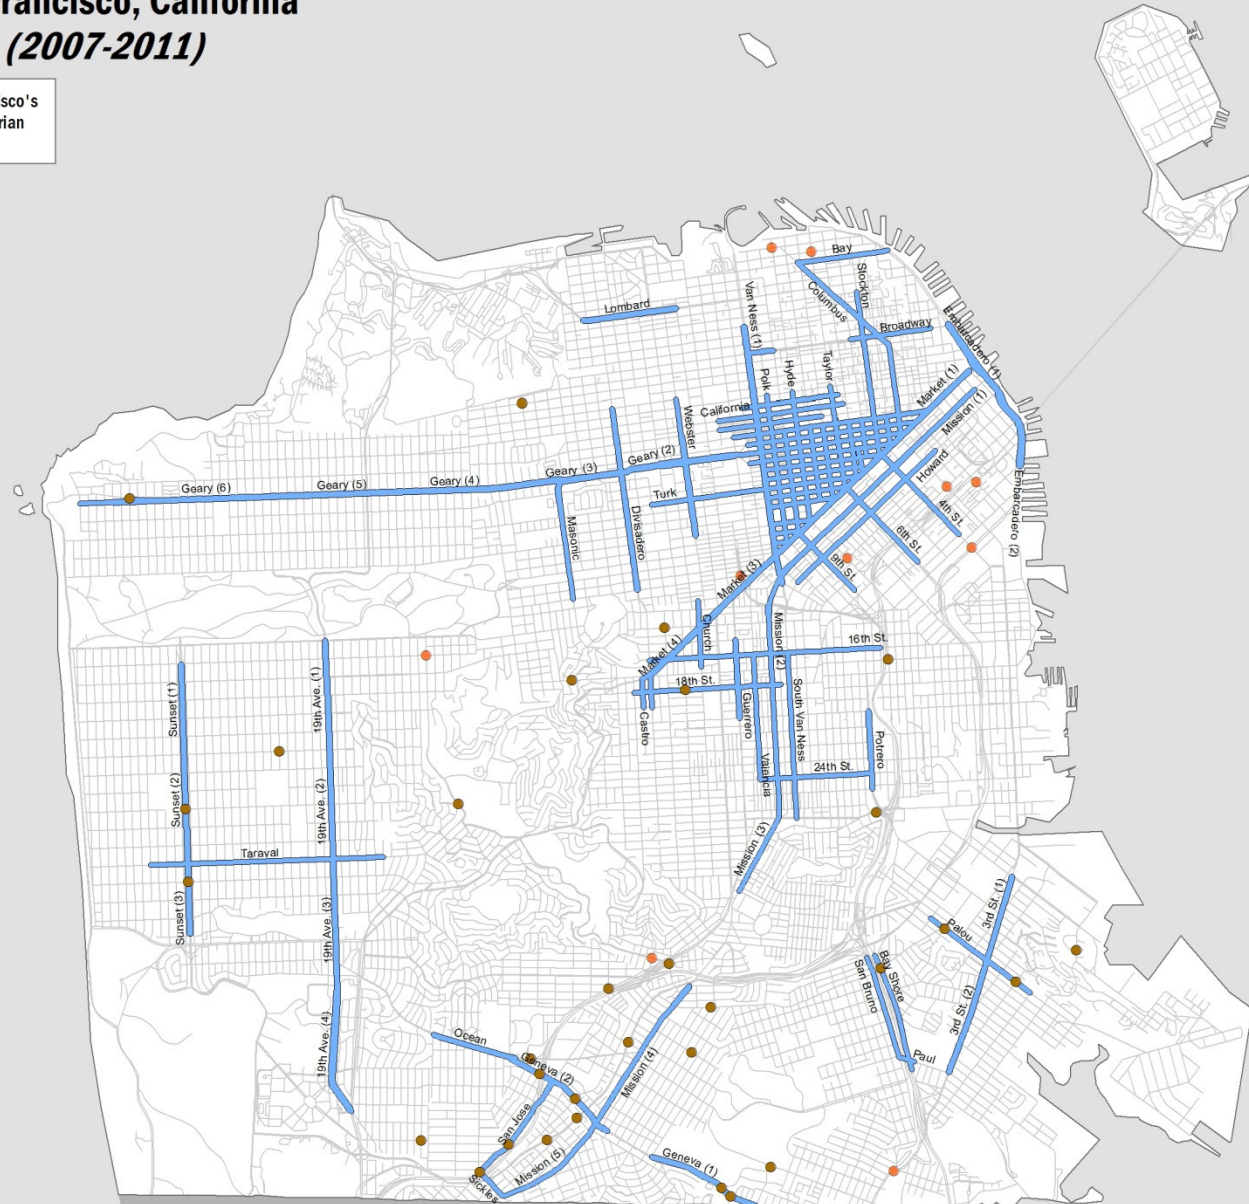 rancisco, California
(2007-2011)
sco's
rian
Bay
Columbus
Stockton
Broadway
Embarcadero (1)
Lombard
Van Ness (1)
Polk
Hyde
Taylor
California
Market (1)
Mission (1)
Webster
Geary (2)
Geary (3)
Geary (4)
Geary (5)
Geary (6)
Turk
Howard
4th St.
6th St.
9th St.
Embarcadero (2)
Masonic
Divisadero
Market (3)
Church
Mission (2)
16th St.
Market (4)
18th St.
Castro
Guerrero
South Van Ness
Valencia
24th St.
Potrero
Sunset (1)
19th Ave. (1)
Sunset (2)
19th Ave. (2)
Taraval
Mission (3)
Sunset (3)
19th Ave. (3)
3rd St. (1)
Palou
Bay Shore
San Bruno
3rd St. (2)
Paul
19th Ave. (4)
Ocean
Geneva (2)
Mission (4)
San Jose
Mission (5)
Sickles
Geneva (1)